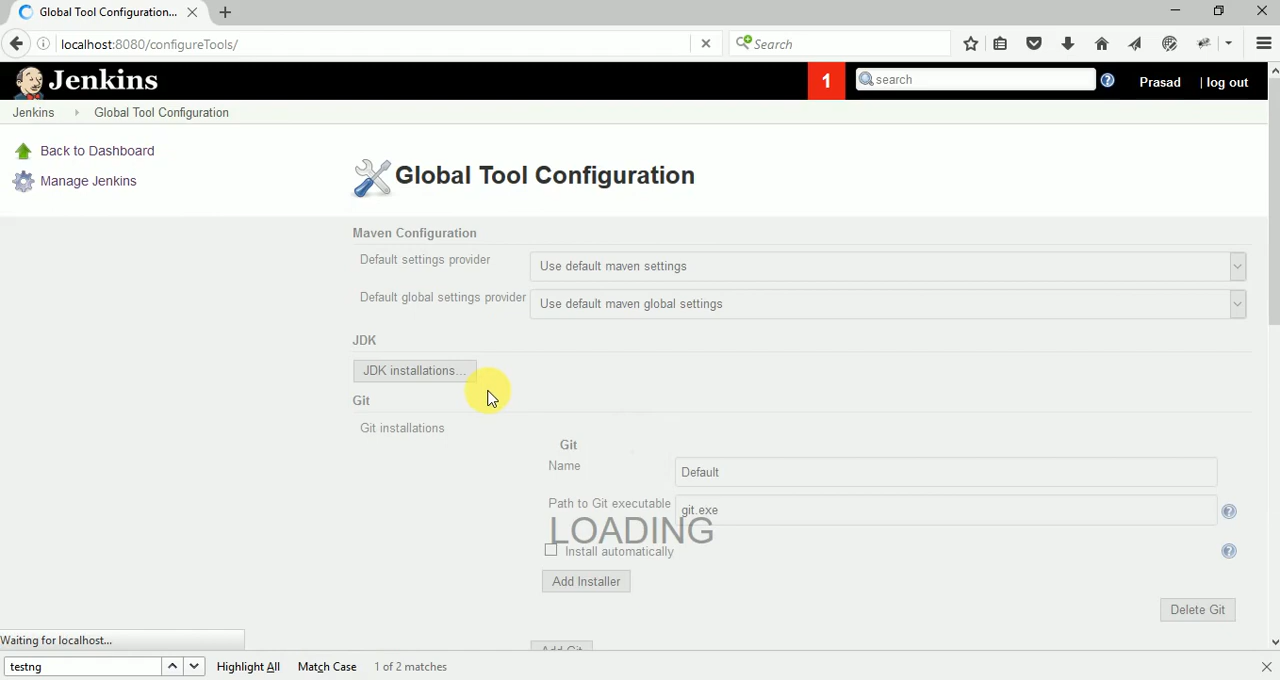 Global Tool Configuration...
localhost:8080/configureTools/
Search
Jenkins
1
search
Prasad | log out
Jenkins Global Tool Configuration
Back to Dashboard
Manage Jenkins
Global Tool Configuration
Maven Configuration
Default settings provider Use default maven settings
Default global settings provider Use default maven global settings
JDK
JDK installations...
Git
Git installations
Git
Name Default
Path to Git executable git.exe
LOADING
Install automatically
Add Installer
Delete Git
Add Git
Waiting for localhost...
testng Highlight All Match Case 1 of 2 matches